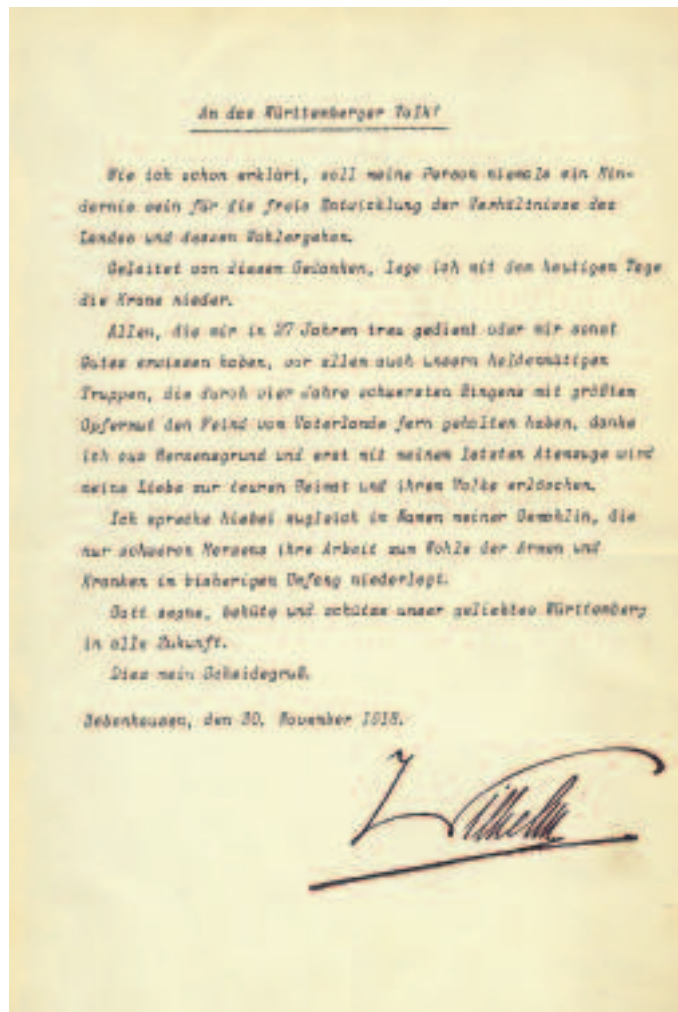 An das Württemberger Volk!
Wie ich schon erklärt, soll meine Person niemals ein Hin-
dernis sein für die freie Entwicklung der Verhältnisse des
Landes und dessen Wohlergehen.
Geleitet von diesem Gedanken, lege ich mit dem heutigen Tage
die Krone nieder.
Allen, die mir in 27 Jahren treu gedient oder mir sonst
Gutes erwiesen haben, vor allem auch unsern heldenmütigen
Truppen, die durch vier Jahre schwersten Ringens mit größtem
Opfermut den Feind vom Vaterlande fern gehalten haben, danke
ich aus Herzensgrund und erst mit meinem letzten Atemzuge wird
meine Liebe zur teuren Heimat und ihrem Volke erlöschen.
Ich spreche hiebei zugleich im Namen meiner Gemahlin, die
nur schweren Herzens ihre Arbeit zum Wohle der Armen und
Kranken im bisherigen Umfang niederlegt.
Gott segne, behüte und schütze unser geliebtes Württemberg
in alle Zukunft.
Dies mein Scheidegruß.
Bebenhausen, den 30. November 1918.
Wilhelm